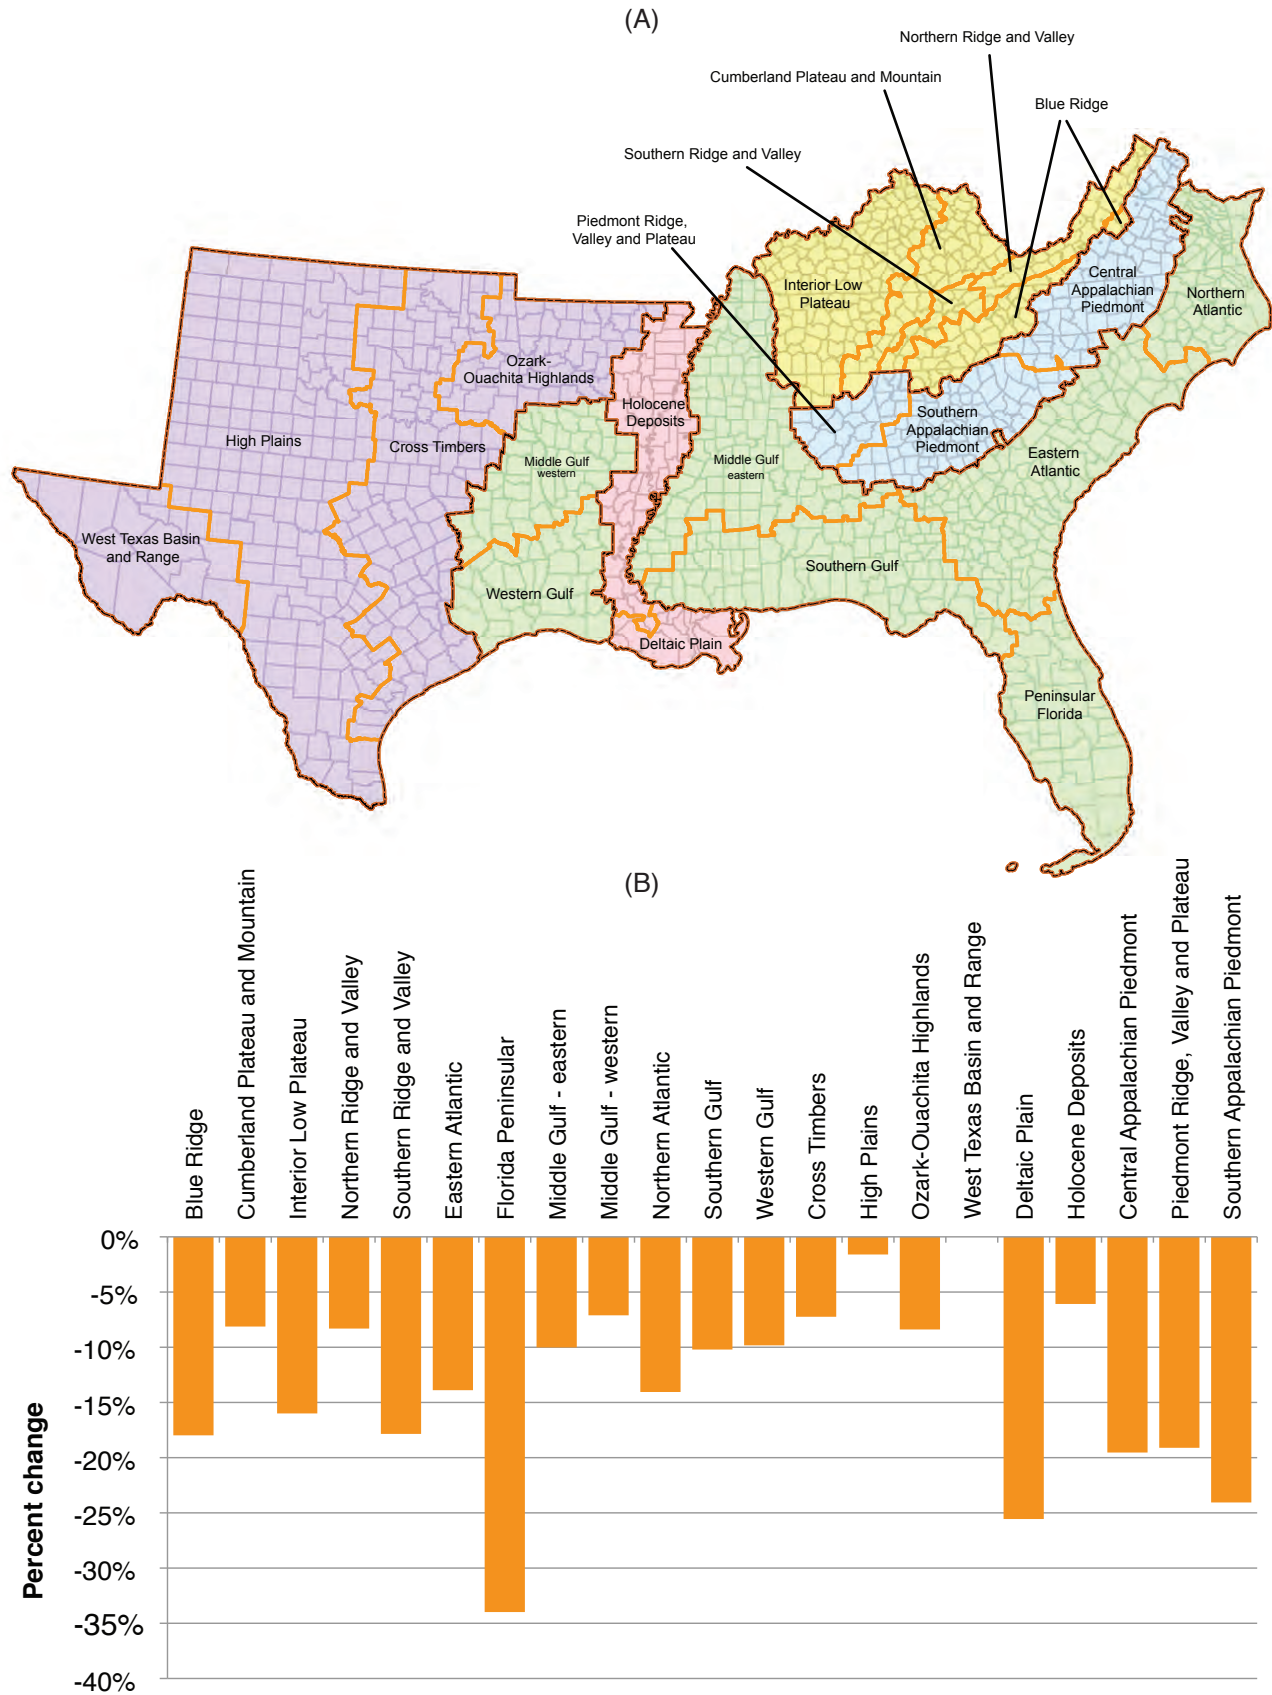 (A)
Northern Ridge and Valley
Cumberland Plateau and Mountain
Blue Ridge
Southern Ridge and Valley
Piedmont Ridge,
Valley and Plateau
Interior Low
Plateau
Central
Appalachian
Piedmont
Northern
Atlantic
Ozark-
Ouachita Highlands
Holocene
Deposits
Southern
Appalachian
Piedmont
High Plains
Cross Timbers
Middle Gulf
western
Middle Gulf
eastern
Eastern
Atlantic
West Texas Basin
and Range
Western Gulf
Southern Gulf
Deltaic Plain
Peninsular
Florida
(B)
Blue Ridge
Cumberland Plateau and Mountain
Interior Low Plateau
Northern Ridge and Valley
Southern Ridge and Valley
Eastern Atlantic
Florida Peninsular
Middle Gulf - eastern
Middle Gulf - western
Northern Atlantic
Southern Gulf
Western Gulf
Cross Timbers
High Plains
Ozark-Ouachita Highlands
West Texas Basin and Range
Deltaic Plain
Holocene Deposits
Central Appalachian Piedmont
Piedmont Ridge, Valley and Plateau
Southern Appalachian Piedmont
Percent change
0%
-5%
-10%
-15%
-20%
-25%
-30%
-35%
-40%